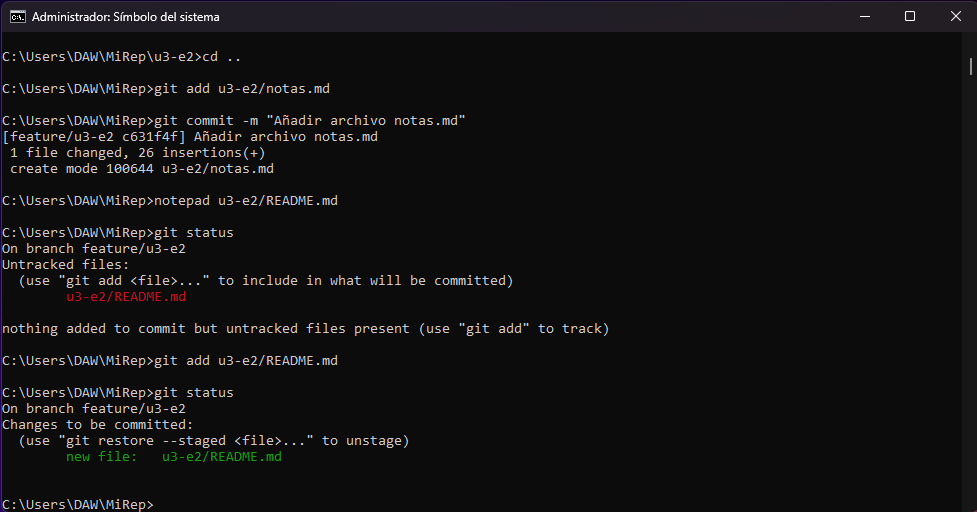 Administrador: Símbolo del sistema
C:\Users\DAW\MiRep\u3-e2>cd ..
C:\Users\DAW\MiRep>git add u3-e2/notas.md
C:\Users\DAW\MiRep>git commit -m "Añadir archivo notas.md"
[feature/u3-e2 c631f4f] Añadir archivo notas.md
 1 file changed, 26 insertions(+)
 create mode 100644 u3-e2/notas.md
C:\Users\DAW\MiRep>notepad u3-e2/README.md
C:\Users\DAW\MiRep>git status
On branch feature/u3-e2
Untracked files:
  (use "git add <file>..." to include in what will be committed)
        u3-e2/README.md
nothing added to commit but untracked files present (use "git add" to track)
C:\Users\DAW\MiRep>git add u3-e2/README.md
C:\Users\DAW\MiRep>git status
On branch feature/u3-e2
Changes to be committed:
  (use "git restore --staged <file>..." to unstage)
        new file:   u3-e2/README.md
C:\Users\DAW\MiRep>